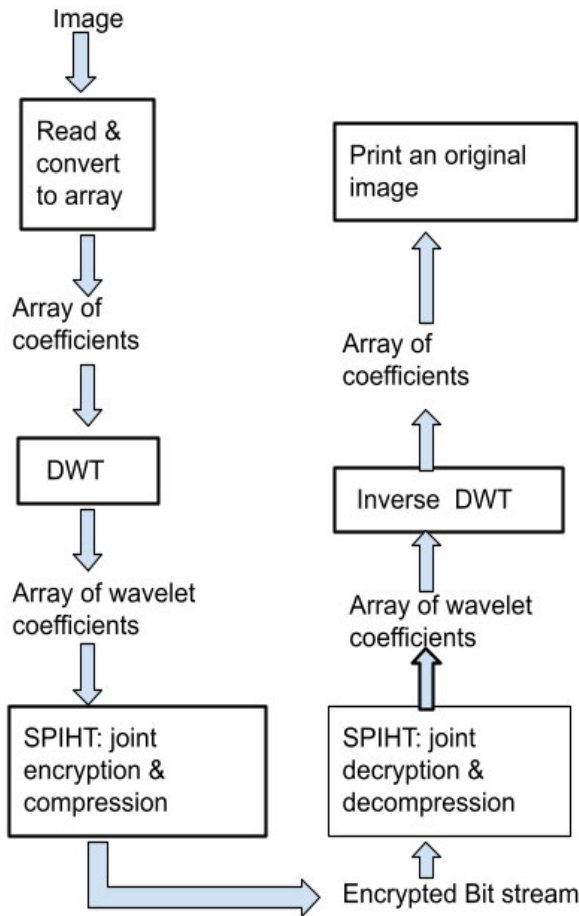 Image
Read &
convert
to array
Array of
coefficients
DWT
Array of wavelet
coefficients
SPIHT: joint
encryption &
compression
Encrypted Bit stream
SPIHT: joint
decryption &
decompression
Array of wavelet
coefficients
Inverse DWT
Array of
coefficients
Print an original
image